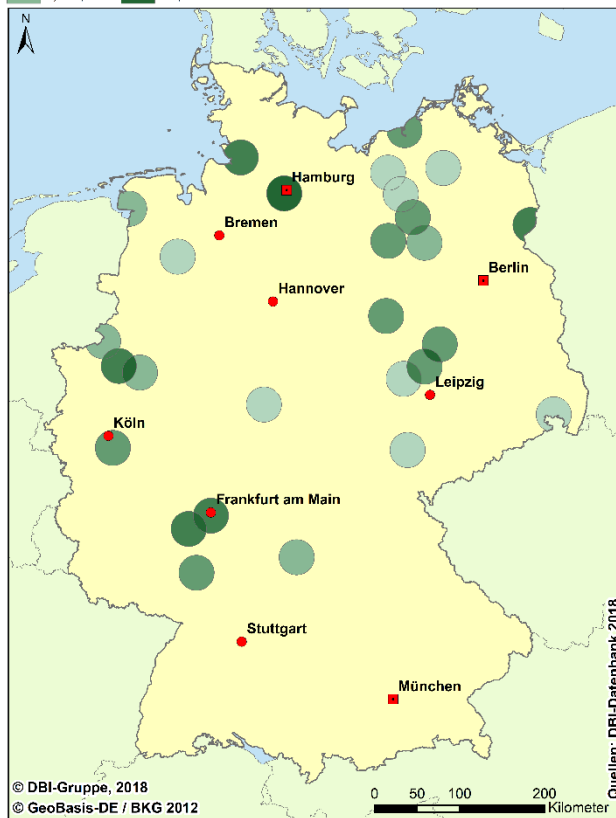 N
Hamburg
Bremen
Berlin
Hannover
Leipzig
Köln
Frankfurt am Main
Stuttgart
München
Quellen: DBI-Datenbank 2018
© DBI-Gruppe, 2018
© GeoBasis-DE / BKG 2012
0 50 100 200
Kilometer